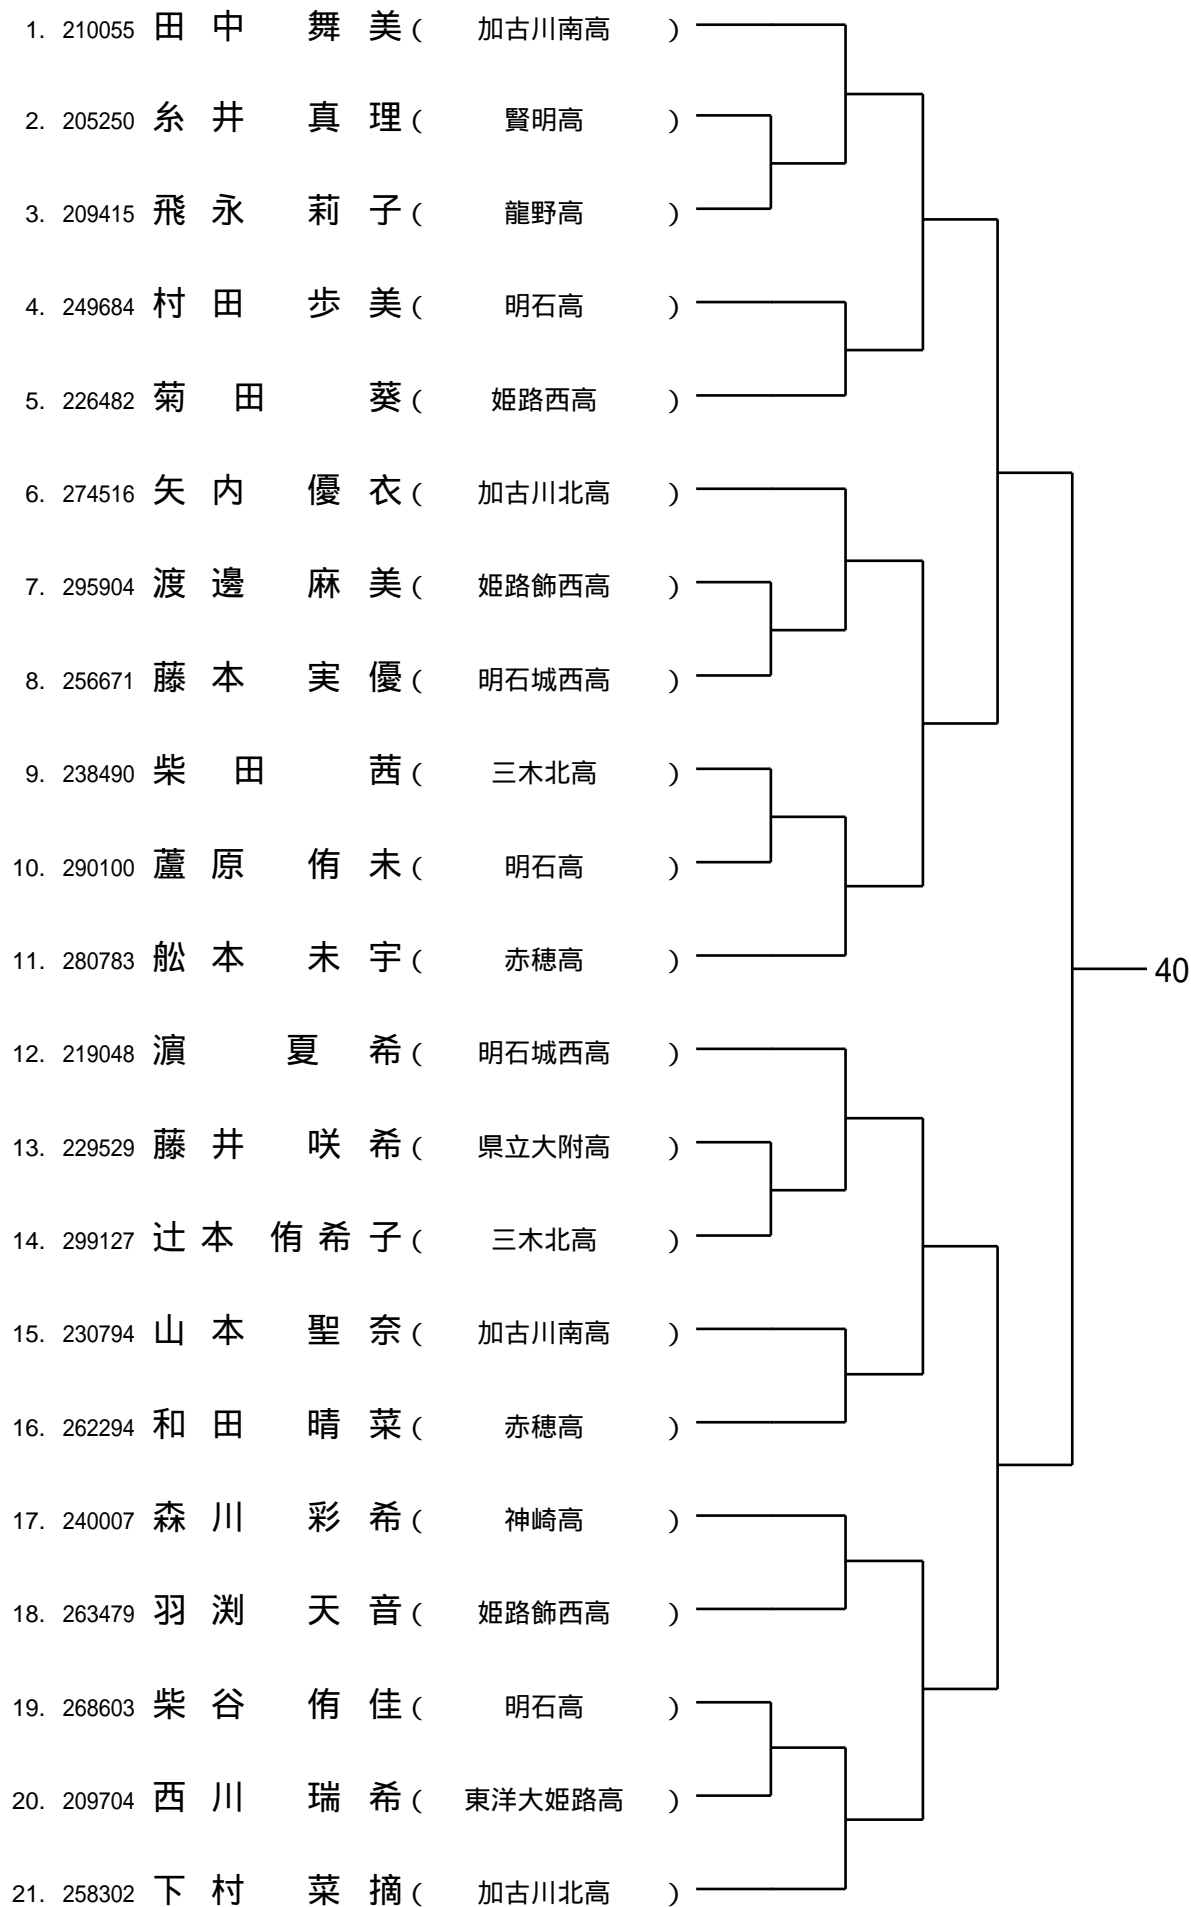 1. 210055 田中 舞美 ( 加古川南高 )
2. 205250 糸井 真理 ( 賢明高 )
3. 209415 飛永 莉子 ( 龍野高 )
4. 249684 村田 歩美 ( 明石高 )
5. 226482 菊田 葵 ( 姫路西高 )
6. 274516 矢内 優衣 ( 加古川北高 )
7. 295904 渡邊 麻美 ( 姫路飾西高 )
8. 256671 藤本 実優 ( 明石城西高 )
9. 238490 柴田 茜 ( 三木北高 )
10. 290100 蘆原 侑未 ( 明石高 )
11. 280783 舩本 未宇 ( 赤穂高 )
40
12. 219048 濵 夏希 ( 明石城西高 )
13. 229529 藤井 咲希 ( 県立大附高 )
14. 299127 辻本 侑希子 ( 三木北高 )
15. 230794 山本 聖奈 ( 加古川南高 )
16. 262294 和田 晴菜 ( 赤穂高 )
17. 240007 森川 彩希 ( 神崎高 )
18. 263479 羽渕 天音 ( 姫路飾西高 )
19. 268603 柴谷 侑佳 ( 明石高 )
20. 209704 西川 瑞希 ( 東洋大姫路高 )
21. 258302 下村 菜摘 ( 加古川北高 )